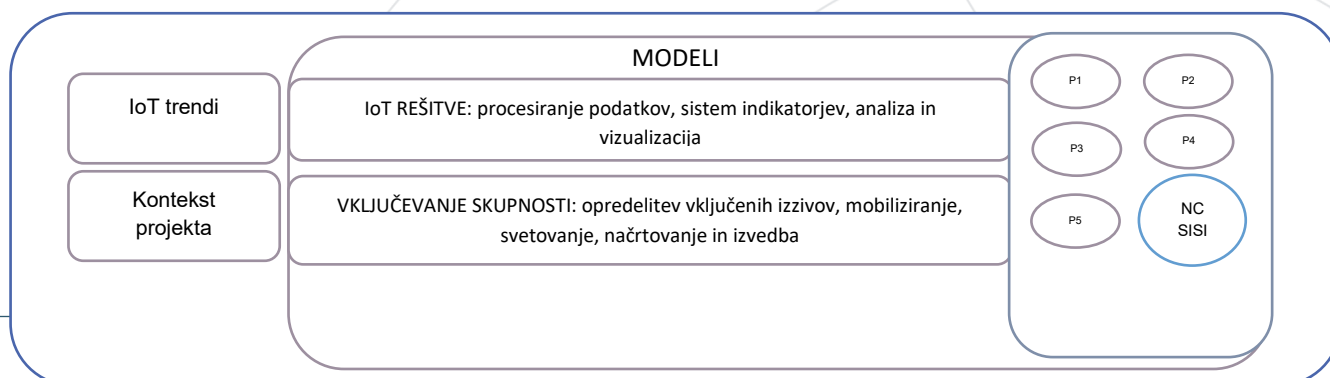 MODELI
IoT trendi
IoT REŠITVE: procesiranje podatkov, sistem indikatorjev, analiza in
vizualizacija
Kontekst
projekta
VKLJUČEVANJE SKUPNOSTI: opredelitev vključenih izzivov, mobiliziranje,
svetovanje, načrtovanje in izvedba
P1
P2
P3
P4
P5
NC
SISI